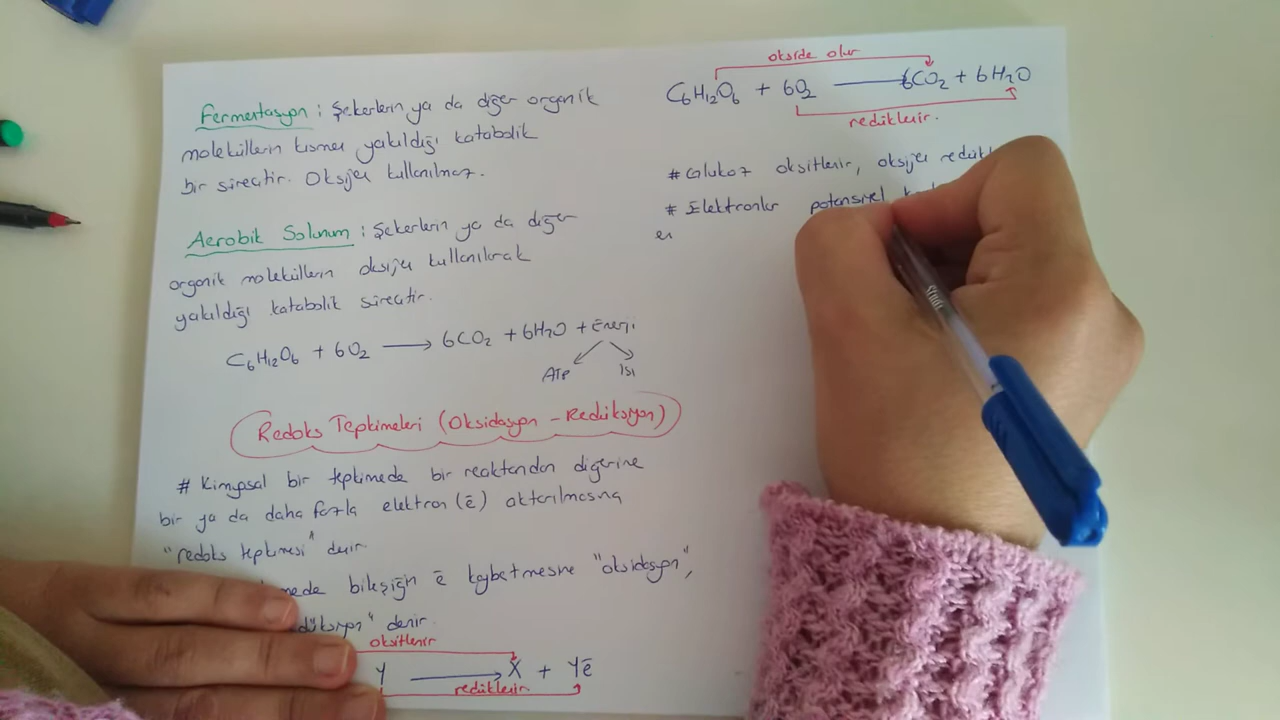 Fermentasyon : Şekerlerin ya da diğer organik
moleküllerin kısmen yakıldığı katabolik
bir süreçtir. Oksijen kullanılmaz.
Aerobik Solunum : Şekerlerin ya da diğer
organik moleküllerin oksijen kullanılarak
yakıldığı katabolik süreçtir.
C6H12O6 + 6O2 → 6CO2 + 6H2O + Enerji
ATP Isı
Redoks Tepkimeleri (Oksidasyon - Redüksiyon)
# Kimyasal bir tepkimede bir reaktandan diğerine
bir ya da daha fazla elektron (ē) aktarılmasına
"redoks tepkimesi" denir.
bileşiğin ē kaybetmesine "oksidasyon",
denir.
oksitlenir
Y → X + Yē
redüklenir
okside olur
C6H12O6 + 6O2 → 6CO2 + 6H2O
redüklenir.
# Glukoz oksitlenir, oksijen
# Elektronlar potansiyel
en